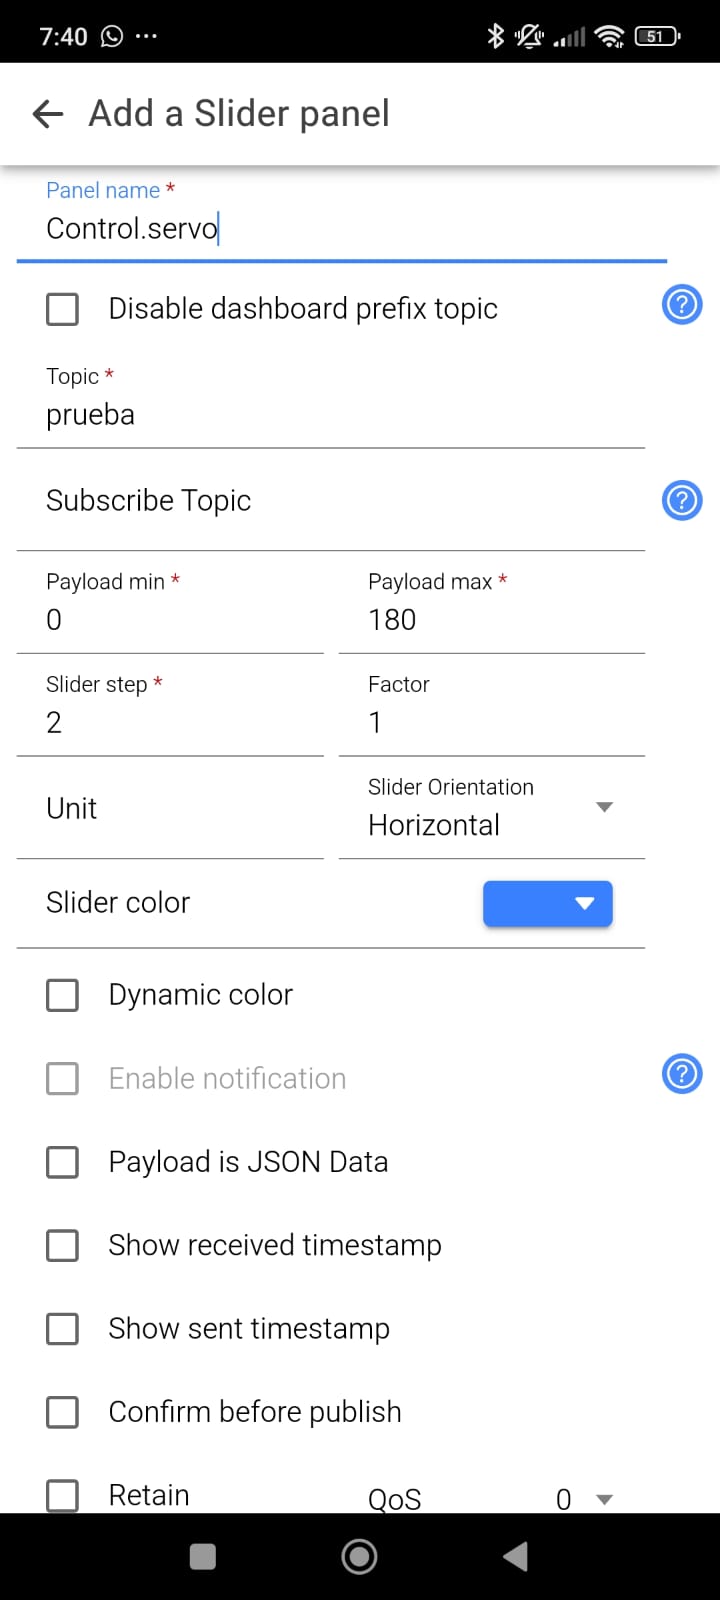 7:40 51
Add a Slider panel
Panel name *
Control.servo
Disable dashboard prefix topic
Topic *
prueba
Subscribe Topic
Payload min * Payload max *
0 180
Slider step * Factor
2 1
Unit Slider Orientation
Horizontal
Slider color
Dynamic color
Enable notification
Payload is JSON Data
Show received timestamp
Show sent timestamp
Confirm before publish
Retain QoS 0